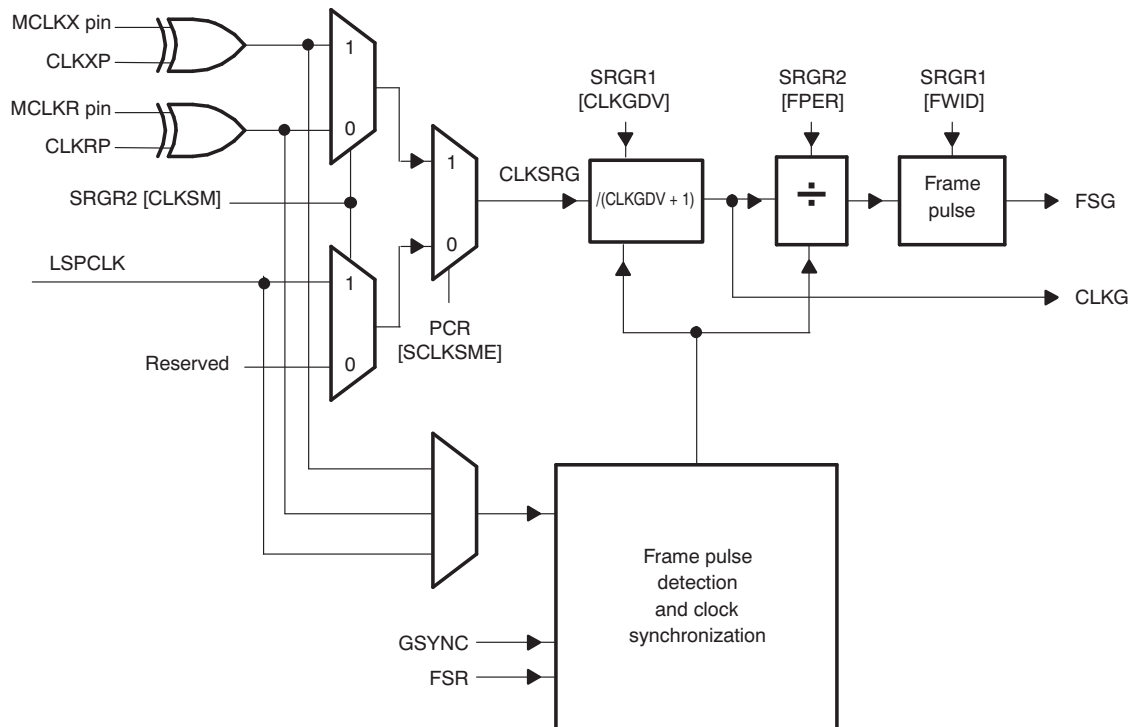 MCLKX pin
CLKXP
MCLKR pin
CLKRP
1
0
SRGR2 [CLKSM]
LSPCLK
Reserved
1
0
1
0
PCR
[SCLKSME]
CLKSRG
SRGR1
[CLKGDV]
/(CLKGDV + 1)
SRGR2
[FPER]
÷
SRGR1
[FWID]
Frame
pulse
FSG
CLKG
Frame pulse
detection
and clock
synchronization
GSYNC
FSR